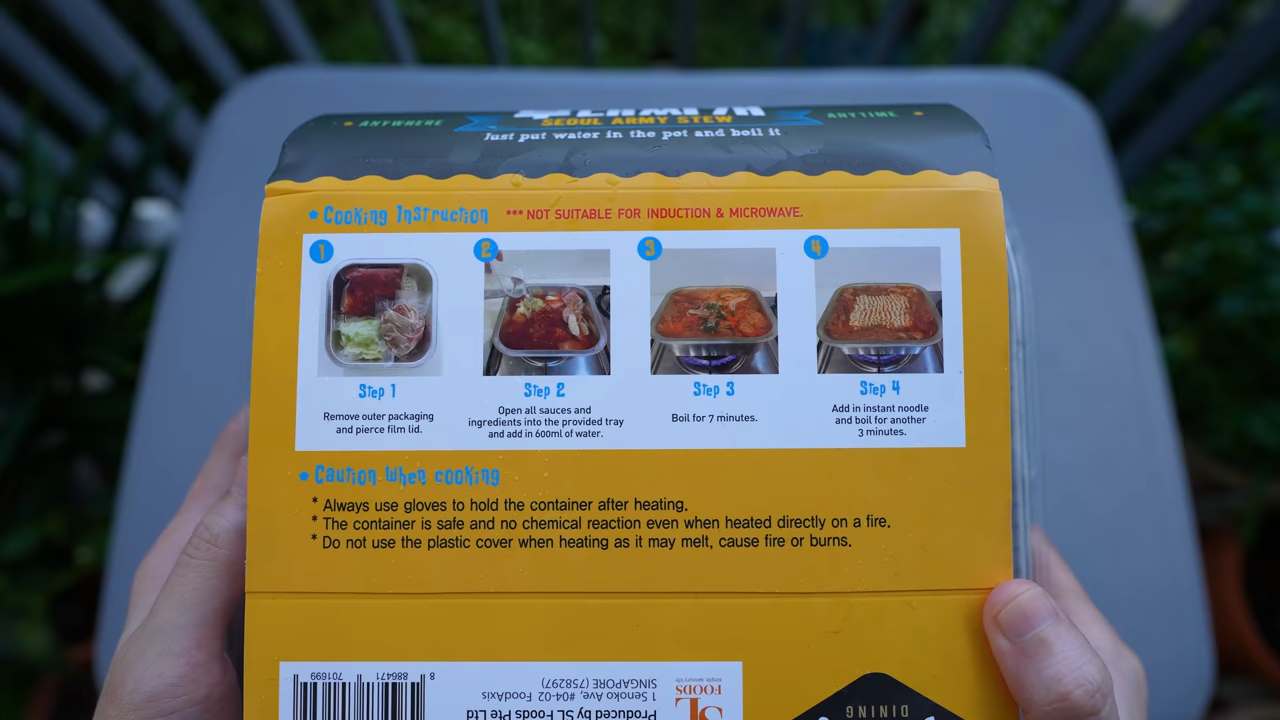 ANYWHERE
SEOUL ARMY STEW
ANYTIME
Just put water in the pot and boil it
Cooking Instruction
*** NOT SUITABLE FOR INDUCTION & MICROWAVE.
1
2
3
4
Step 1
Remove outer packaging
and pierce film lid.
Step 2
Open all sauces and
ingredients into the provided tray
and add in 600ml of water.
Step 3
Boil for 7 minutes.
Step 4
Add in instant noodle
and boil for another
3 minutes.
Caution when cooking
* Always use gloves to hold the container after heating.
* The container is safe and no chemical reaction even when heated directly on a fire.
* Do not use the plastic cover when heating as it may melt, cause fire or burns.
Produced by SL Foods Pte Ltd
1 Senoko Ave, #04-02 FoodAxis
SINGAPORE (758297)
8 886471 701699
SL
FOODS
simple, savoury life
DINING